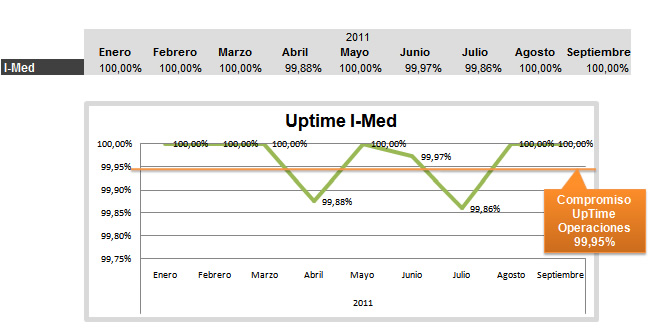 2011
Enero Febrero Marzo Abril Mayo Junio Julio Agosto Septiembre
I-Med 100,00% 100,00% 100,00% 99,88% 100,00% 99,97% 99,86% 100,00% 100,00%
Uptime I-Med
100,00% 100,00% 100,00% 100,00% 100,00% 100,00% 100,00%
99,97%
99,95%
99,90%
99,88%
99,86%
99,85%
99,80%
99,75%
Compromiso
UpTime
Operaciones
99,95%
Enero Febrero Marzo Abril Mayo Junio Julio Agosto Septiembre
2011